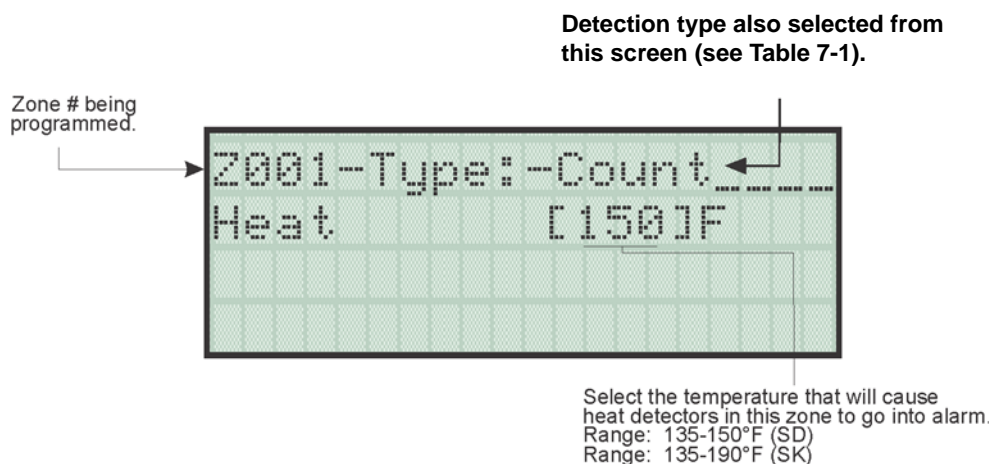 Detection type also selected from
this screen (see Table 7-1).
Zone # being
programmed.
Z001-Type:-Count____
Heat [150]F
Select the temperature that will cause
heat detectors in this zone to go into alarm.
Range: 135-150°F (SD)
Range: 135-190°F (SK)